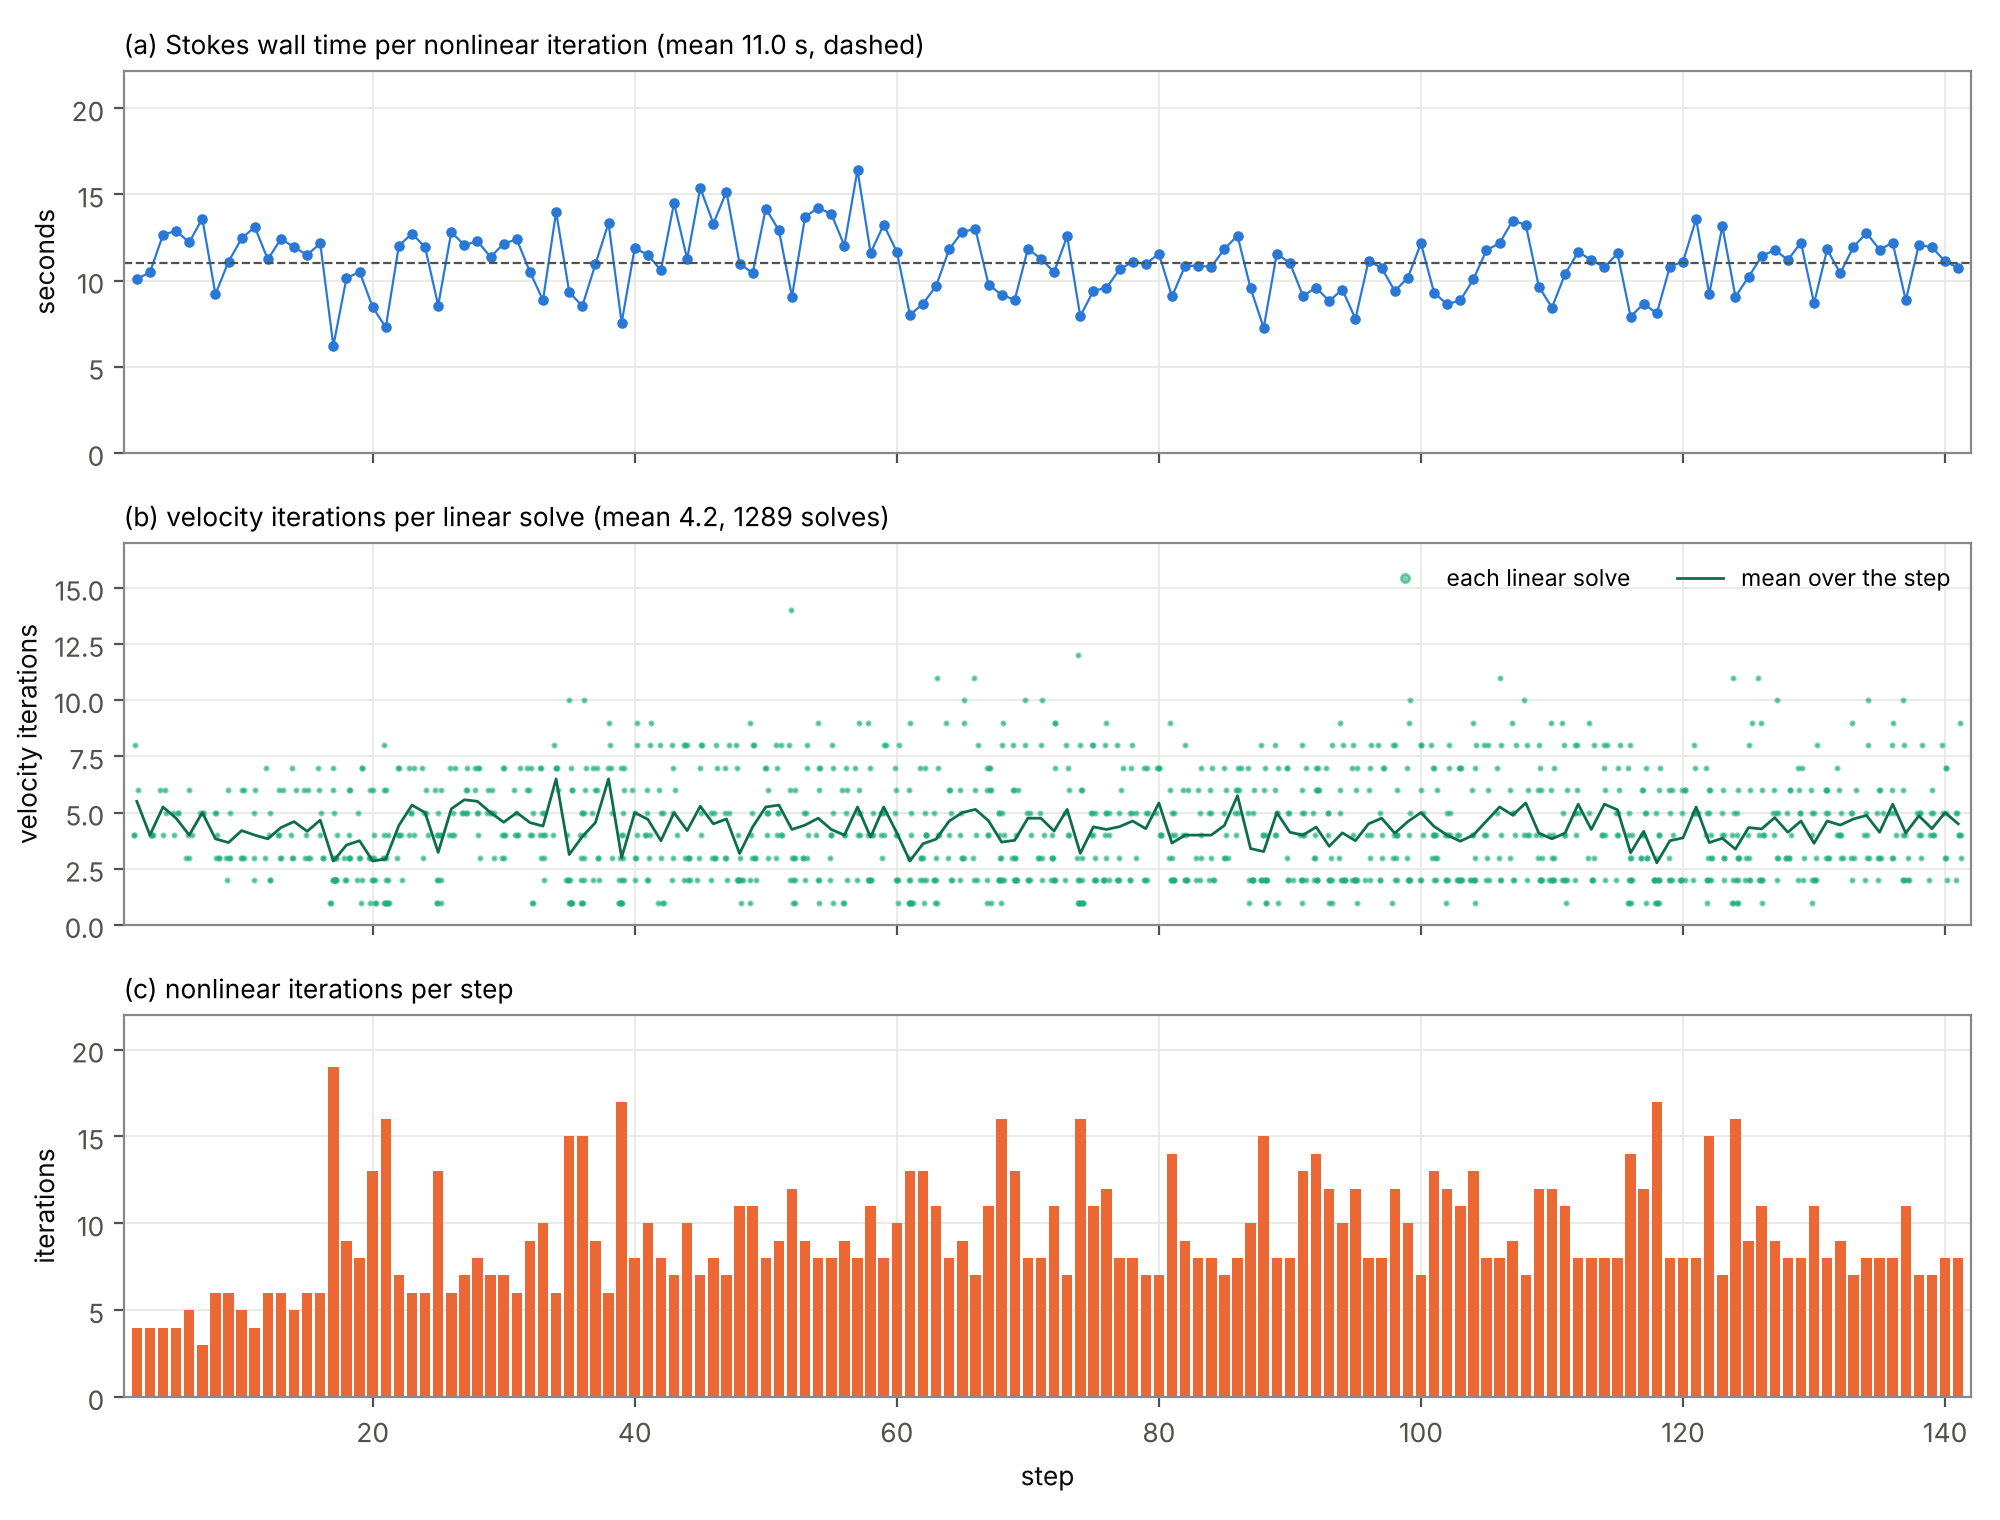 (a) Stokes wall time per nonlinear iteration (mean 11.0 s, dashed)
20
15
10
5
0
seconds
(b) velocity iterations per linear solve (mean 4.2, 1289 solves)
each linear solve
mean over the step
15.0
12.5
10.0
7.5
5.0
2.5
0.0
velocity iterations
(c) nonlinear iterations per step
20
15
10
5
0
iterations
20 40 60 80 100 120 140
step